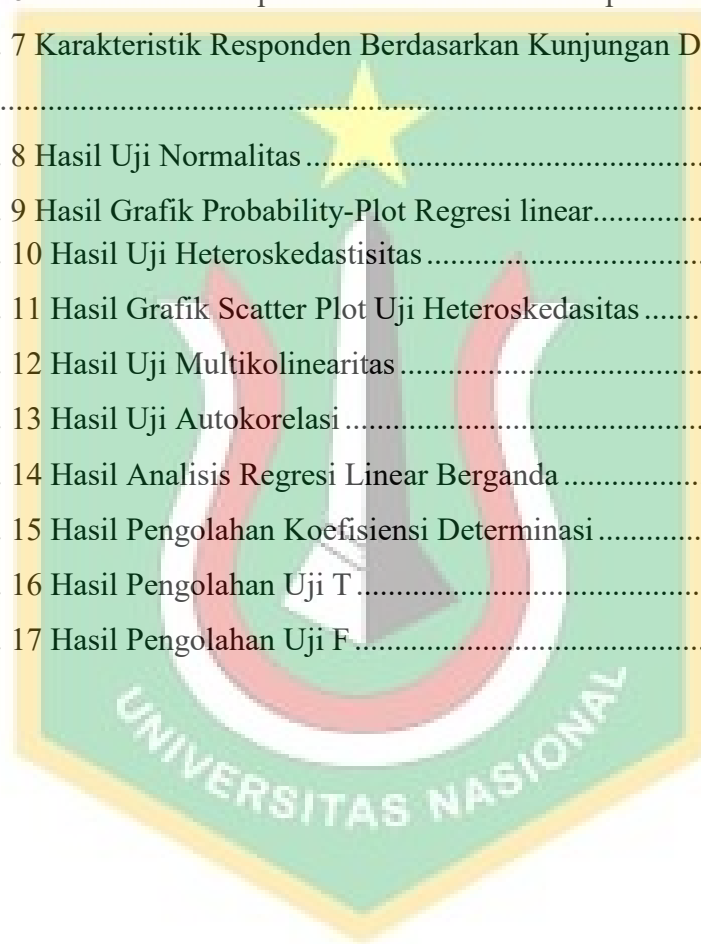 . 7 Karakteristik Responden Berdasarkan Kunjungan D
........................................................................
. 8 Hasil Uji Normalitas........................................
. 9 Hasil Grafik Probability-Plot Regresi linear.............
. 10 Hasil Uji Heteroskedastisitas................................
. 11 Hasil Grafik Scatter Plot Uji Heteroskedasitas.......
. 12 Hasil Uji Multikolinearitas...................................
. 13 Hasil Uji Autokorelasi..........................................
. 14 Hasil Analisis Regresi Linear Berganda.................
. 15 Hasil Pengolahan Koefisiensi Determinasi.............
. 16 Hasil Pengolahan Uji T.........................................
. 17 Hasil Pengolahan Uji F.........................................
UNIVERSITAS NASIONAL